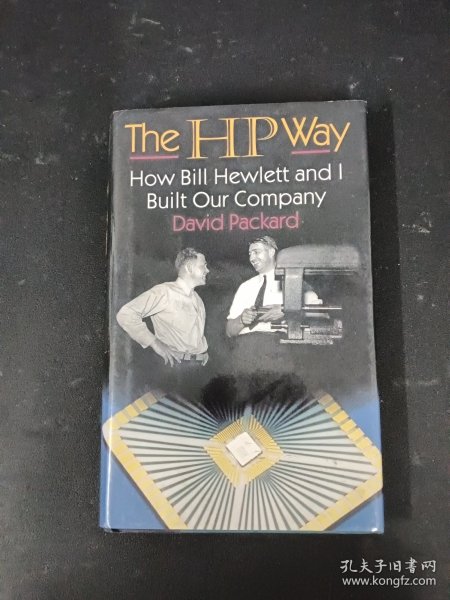 The HP Way
How Bill Hewlett and I
Built Our Company
David Packard
孔夫子旧书网
www.kongfz.com